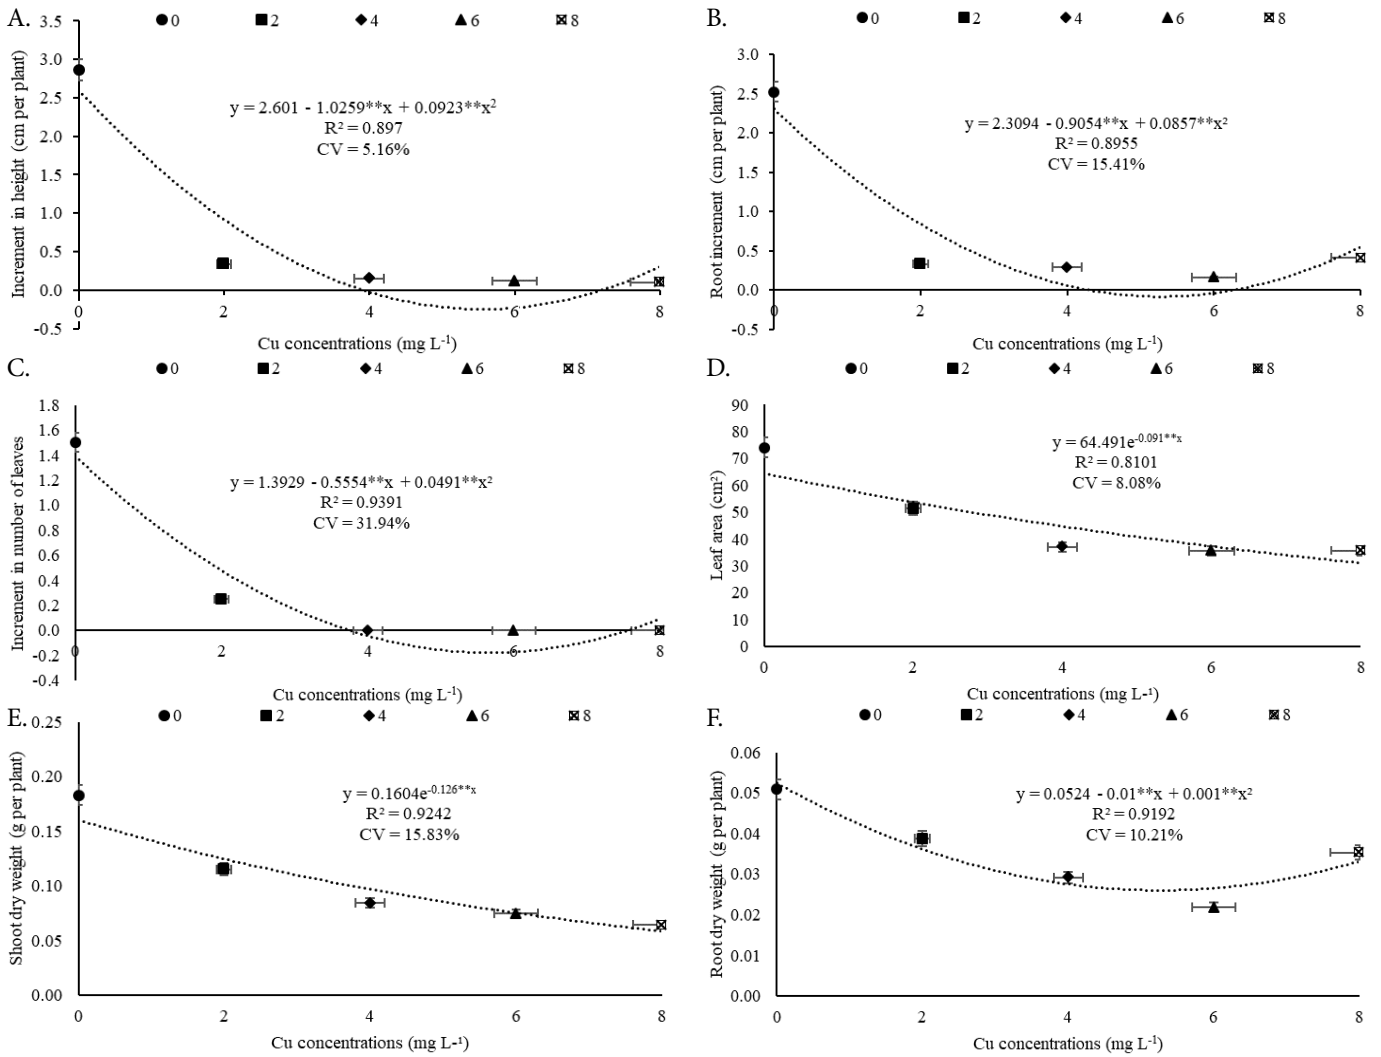 A.
0 2 4 6 8
Increment in height (cm per plant)
3.5
3.0
2.5
2.0
1.5
1.0
0.5
0.0
-0.5
y = 2.601 - 1.0259**x + 0.0923**x²
R² = 0.897
CV = 5.16%
0 2 4 6 8
Cu concentrations (mg L⁻¹)
B.
0 2 4 6 8
Root increment (cm per plant)
3.0
2.5
2.0
1.5
1.0
0.5
0.0
-0.5
y = 2.3094 - 0.9054**x + 0.0857**x²
R² = 0.8955
CV = 15.41%
0 2 4 6 8
Cu concentrations (mg L⁻¹)
C.
0 2 4 6 8
Increment in number of leaves
1.8
1.6
1.4
1.2
1.0
0.8
0.6
0.4
0.2
0.0
-0.2
-0.4
y = 1.3929 - 0.5554**x + 0.0491**x²
R² = 0.9391
CV = 31.94%
0 2 4 6 8
Cu concentrations (mg L⁻¹)
D.
0 2 4 6 8
Leaf area (cm²)
90
80
70
60
50
40
30
20
10
0
y = 64.491e⁻⁰·⁰⁹¹**ˣ
R² = 0.8101
CV = 8.08%
0 2 4 6 8
Cu concentrations (mg L-¹)
E.
0 2 4 6 8
Shoot dry weight (g per plant)
0.25
0.20
0.15
0.10
0.05
0.00
y = 0.1604e⁻⁰·¹²⁶**ˣ
R² = 0.9242
CV = 15.83%
0 2 4 6 8
Cu concentrations (mg L-¹)
F.
0 2 4 6 8
Root dry weight (g per plant)
0.06
0.05
0.04
0.03
0.02
0.01
0.00
y = 0.0524 - 0.01**x + 0.001**x²
R² = 0.9192
CV = 10.21%
0 2 4 6 8
Cu concentrations (mg L-¹)